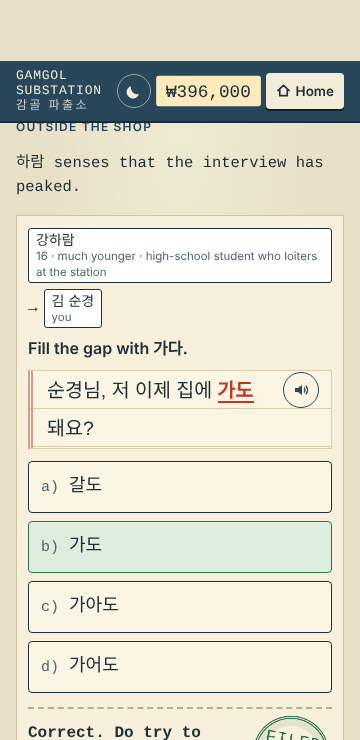 GAMGOL
SUBSTATION
감골 파출소
₩396,000
Home
OUTSIDE THE SHOP
하람 senses that the interview has
peaked.
강하람
16 · much younger · high-school student who loiters
at the station
→ 김 순경
you
Fill the gap with 가다.
순경님, 저 이제 집에 가도
돼요?
a) 갈도
b) 가도
c) 가아도
d) 가어도
Correct. Do try to